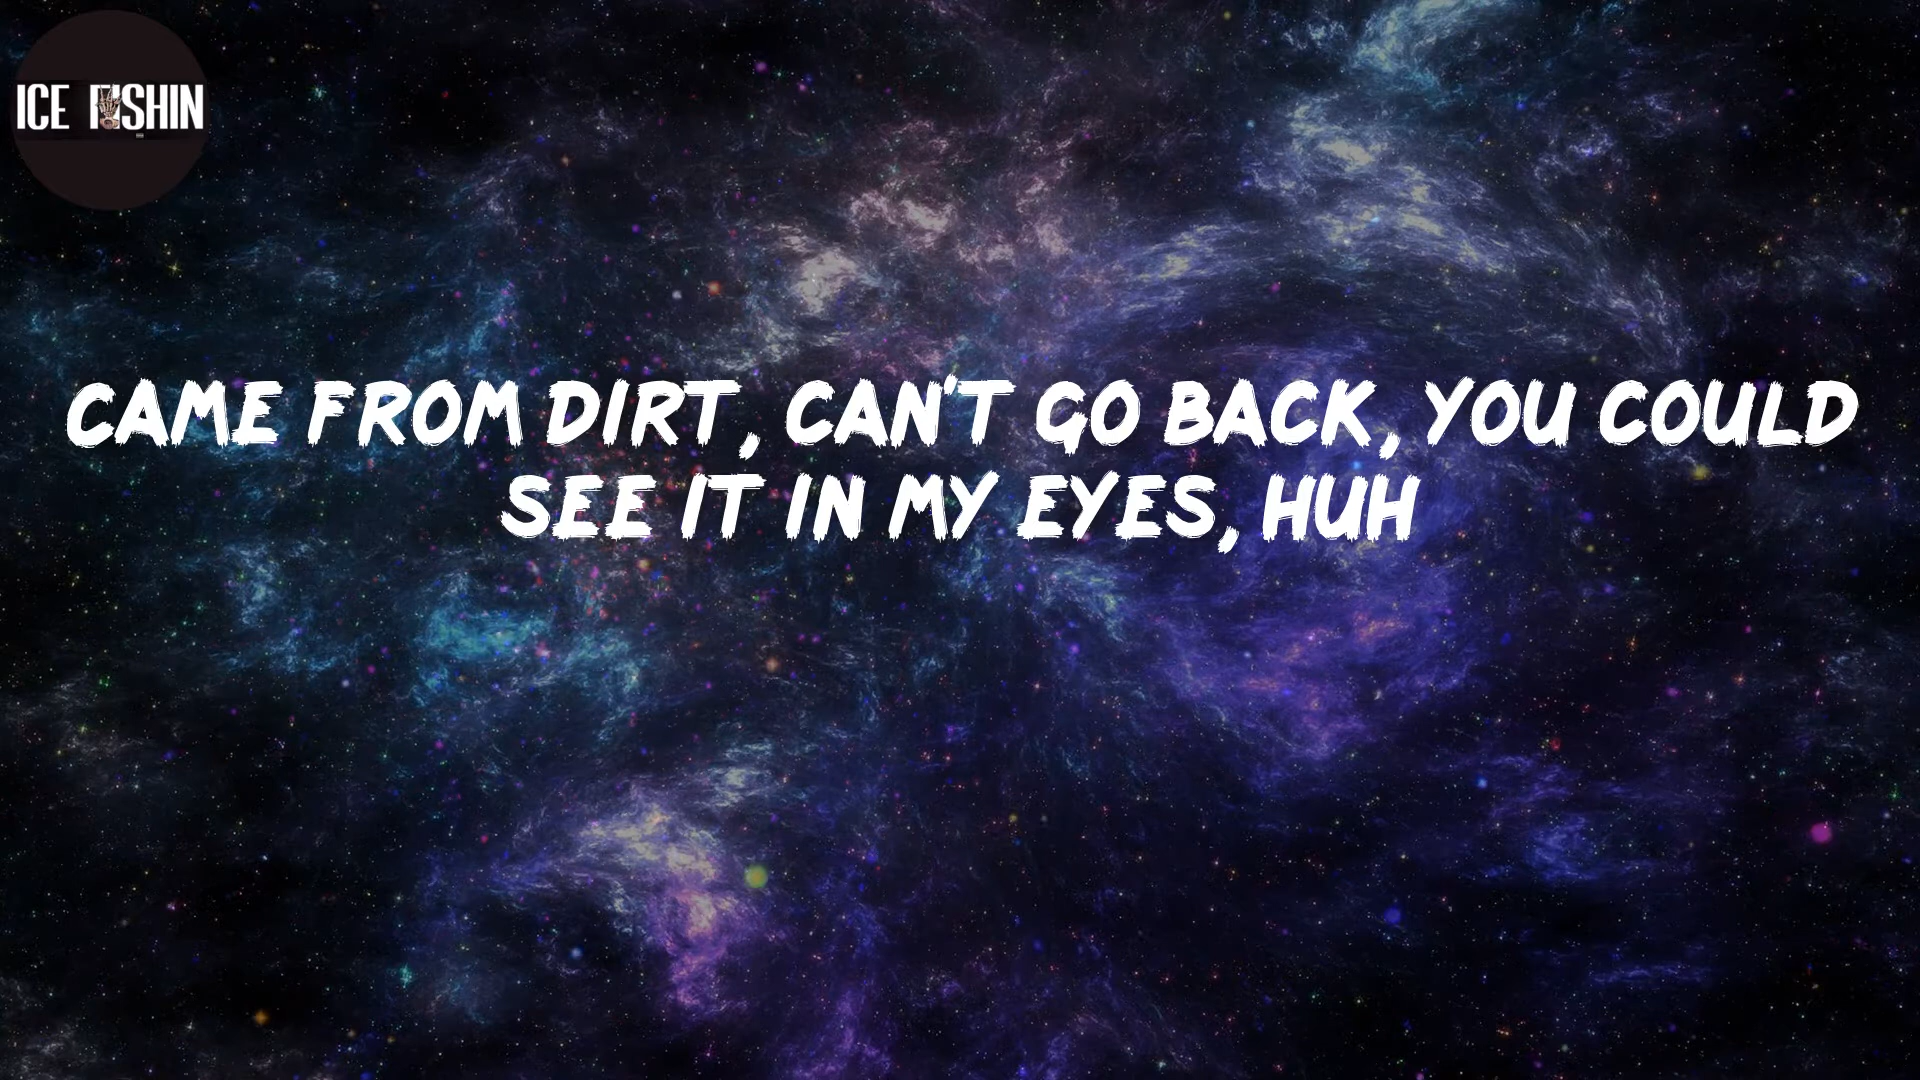 ICE FISHIN
CAME FROM DIRT, CAN'T GO BACK, YOU COULD
SEE IT IN MY EYES, HUH